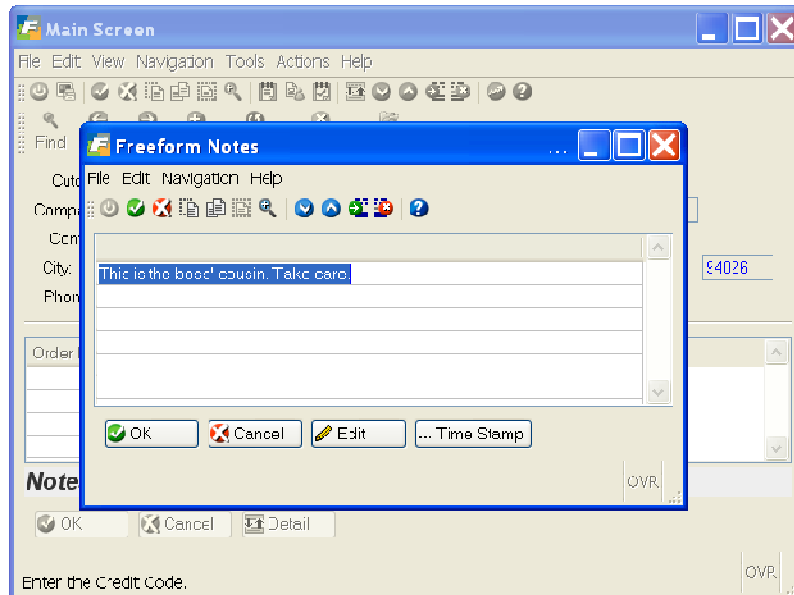 Main Screen
File Edit View Navigation Tools Actions Help
Find
Freeform Notes ...
File Edit Navigation Help
This is the boss' cousin. Take care.
City:
94026
Order
OK Cancel Edit ... Time Stamp
OVR
Note
OK Cancel Detail
OVR
Enter the Credit Code.